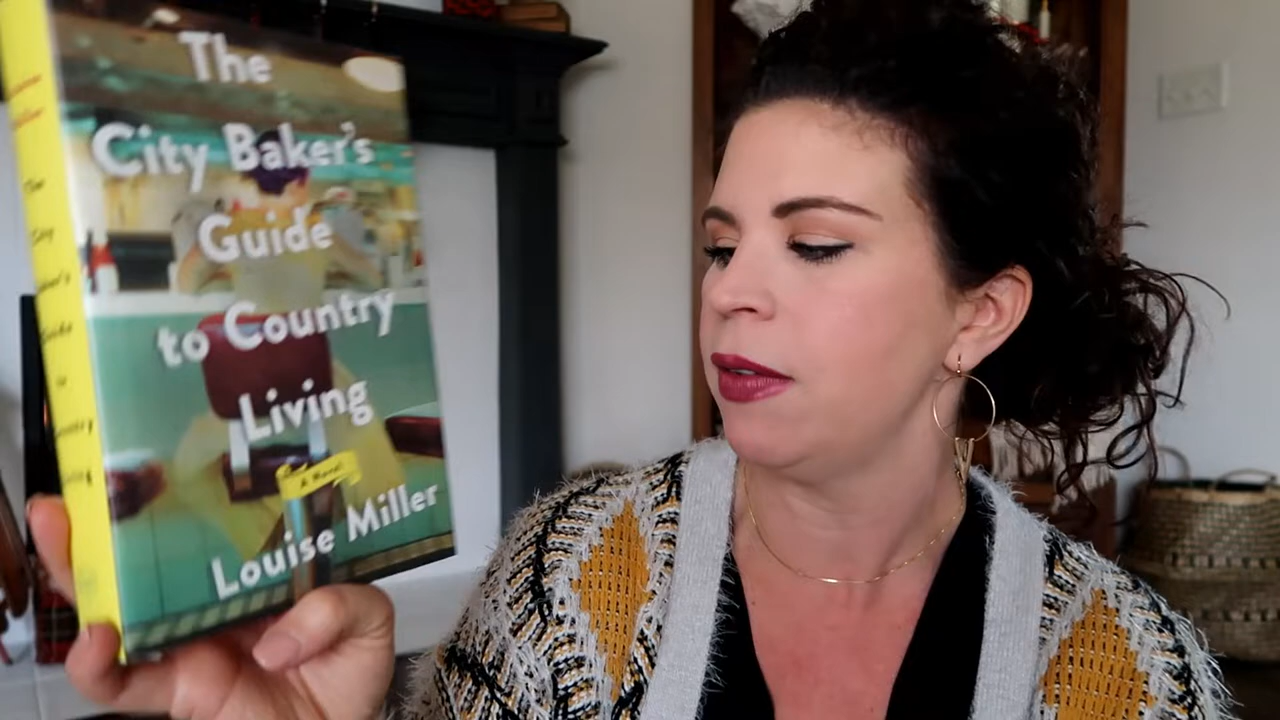 The
City Baker's
Guide
to Country
Living
A Novel
Louise Miller